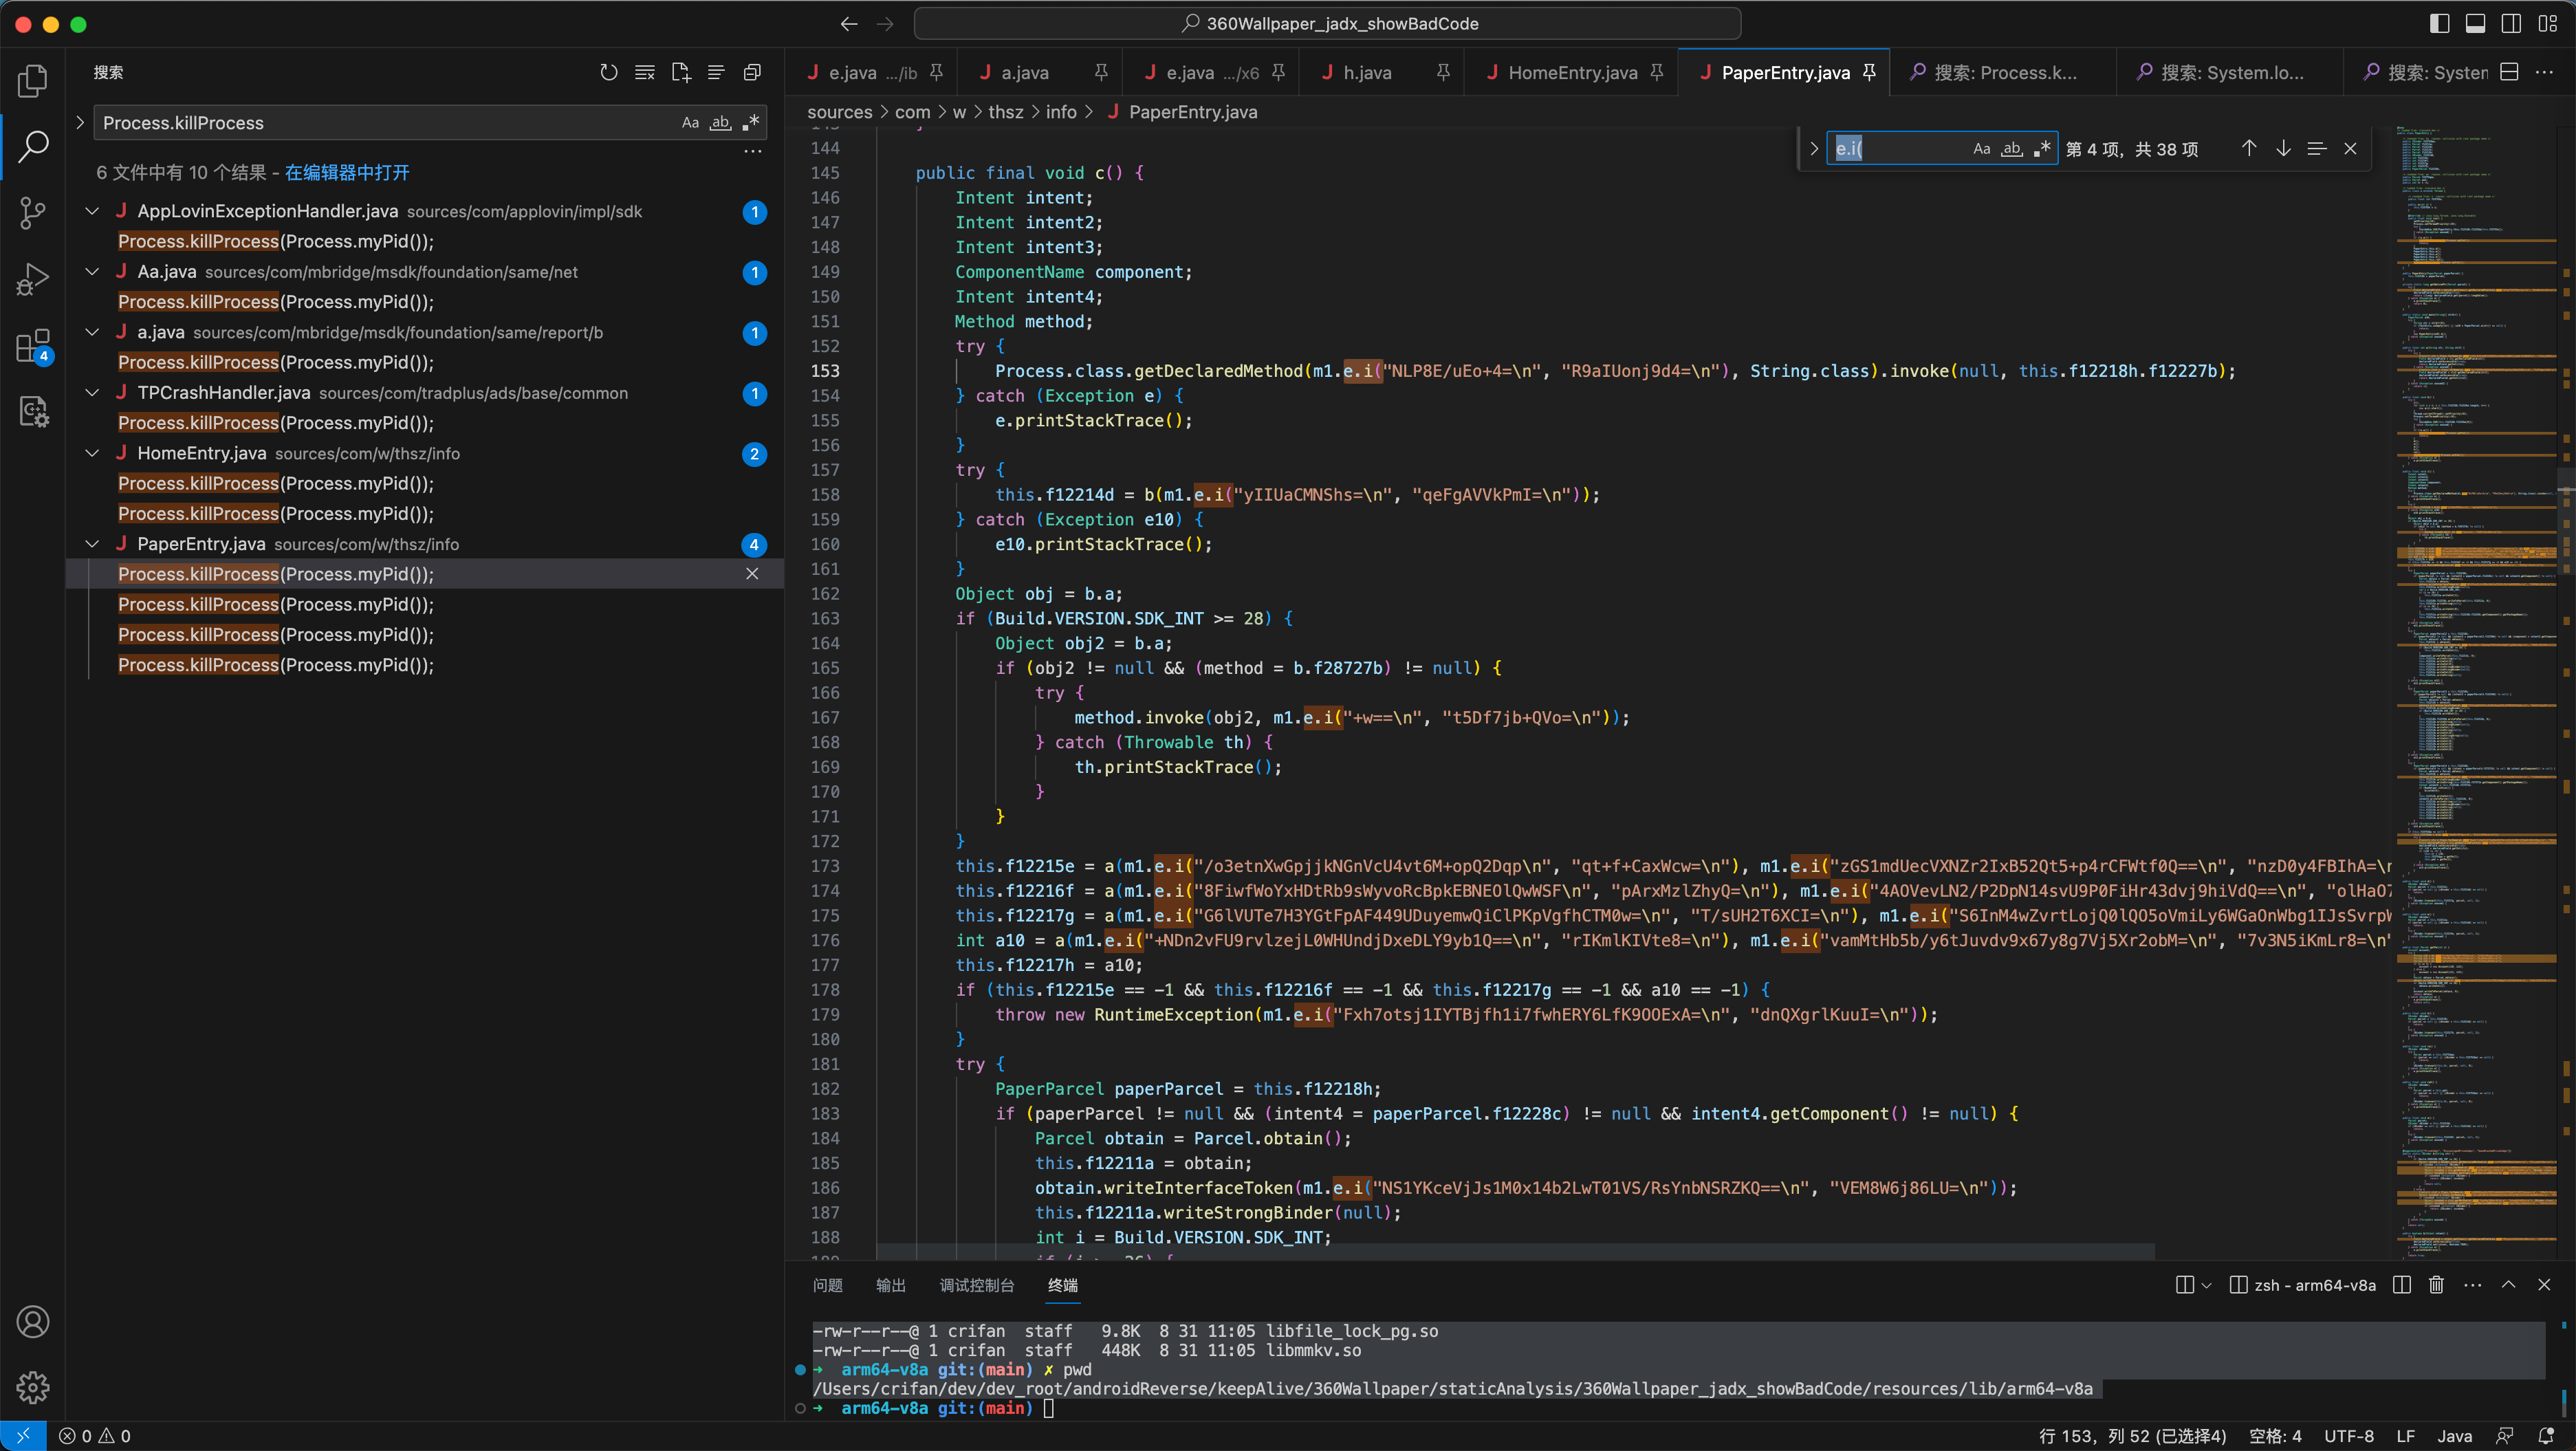 360Wallpaper_jadx_showBadCode
搜索
Process.killProcess
6 文件中有 10 个结果 - 在编辑器中打开
AppLovinExceptionHandler.java sources/com/applovin/impl/sdk 1
Process.killProcess(Process.myPid());
Aa.java sources/com/mbridge/msdk/foundation/same/net 1
Process.killProcess(Process.myPid());
a.java sources/com/mbridge/msdk/foundation/same/report/b 1
Process.killProcess(Process.myPid());
TPCrashHandler.java sources/com/tradplus/ads/base/common 1
Process.killProcess(Process.myPid());
HomeEntry.java sources/com/w/thsz/info 2
Process.killProcess(Process.myPid());
Process.killProcess(Process.myPid());
PaperEntry.java sources/com/w/thsz/info 4
Process.killProcess(Process.myPid());
Process.killProcess(Process.myPid());
Process.killProcess(Process.myPid());
Process.killProcess(Process.myPid());
4
e.java .../ib a.java e.java .../x6 h.java HomeEntry.java PaperEntry.java 搜索: Process.k... 搜索: System.lo... 搜索: System
sources > com > w > thsz > info > PaperEntry.java
e.i( Aa ab .* 第 4 项，共 38 项
144
145 public final void c() {
146 Intent intent;
147 Intent intent2;
148 Intent intent3;
149 ComponentName component;
150 Intent intent4;
151 Method method;
152 try {
153 Process.class.getDeclaredMethod(m1.e.i("NLP8E/uEo+4=\n", "R9aIUonj9d4=\n"), String.class).invoke(null, this.f12218h.f12227b);
154 } catch (Exception e) {
155 e.printStackTrace();
156 }
157 try {
158 this.f12214d = b(m1.e.i("yIIUaCMNShs=\n", "qeFgAVVkPmI=\n"));
159 } catch (Exception e10) {
160 e10.printStackTrace();
161 }
162 Object obj = b.a;
163 if (Build.VERSION.SDK_INT >= 28) {
164 Object obj2 = b.a;
165 if (obj2 != null && (method = b.f28727b) != null) {
166 try {
167 method.invoke(obj2, m1.e.i("+w==\n", "t5Df7jb+QVo=\n"));
168 } catch (Throwable th) {
169 th.printStackTrace();
170 }
171 }
172 }
173 this.f12215e = a(m1.e.i("/o3etnXwGpjjkNGnVcU4vt6M+opQ2Dqp\n", "qt+f+CaxWcw=\n"), m1.e.i("zGS1mdUecVXNZr2IxB52Qt5+p4rCFWtf0Q==\n", "nzD0y4FBIhA=\n
174 this.f12216f = a(m1.e.i("8FiwfWoYxHDtRb9sWyvoRcBpkEBNEOlQwWSF\n", "pArxMzlZhyQ=\n"), m1.e.i("4AOVevLN2/P2DpN14svU9P0FiHr43dvj9hiVdQ==\n", "olHaO7
175 this.f12217g = a(m1.e.i("G6lVUTe7H3YGtFpAF449UDuyemwQiClPKpVgfhCTM0w=\n", "T/sUH2T6XCI=\n"), m1.e.i("S6InM4wZvrtLojQ0lQO5oVmiLy6WGaOnWbg1IJsSvrpW
176 int a10 = a(m1.e.i("+NDn2vFU9rvlzejL0WHUndjDxeDLY9yb1Q==\n", "rIKmlKIVte8=\n"), m1.e.i("vamMtHb5b/y6tJuvdv9x67y8g7Vj5Xr2obM=\n", "7v3N5iKmLr8=\n"
177 this.f12217h = a10;
178 if (this.f12215e == -1 && this.f12216f == -1 && this.f12217g == -1 && a10 == -1) {
179 throw new RuntimeException(m1.e.i("Fxh7otsj1IYTBjfh1i7fwhERY6LfK9OOExA=\n", "dnQXgrlKuuI=\n"));
180 }
181 try {
182 PaperParcel paperParcel = this.f12218h;
183 if (paperParcel != null && (intent4 = paperParcel.f12228c) != null && intent4.getComponent() != null) {
184 Parcel obtain = Parcel.obtain();
185 this.f12211a = obtain;
186 obtain.writeInterfaceToken(m1.e.i("NS1YKceVjJs1M0x14b2LwT01VS/RsYnbNSRZKQ==\n", "VEM8W6j86LU=\n"));
187 this.f12211a.writeStrongBinder(null);
188 int i = Build.VERSION.SDK_INT;
问题 输出 调试控制台 终端 zsh - arm64-v8a
-rw-r--r--@ 1 crifan staff 9.8K 8 31 11:05 libfile_lock_pg.so
-rw-r--r--@ 1 crifan staff 448K 8 31 11:05 libmmkv.so
➜ arm64-v8a git:(main) ✗ pwd
/Users/crifan/dev/dev_root/androidReverse/keepAlive/360Wallpaper/staticAnalysis/360Wallpaper_jadx_showBadCode/resources/lib/arm64-v8a
➜ arm64-v8a git:(main)
0 0 行 153，列 52 (已选择4) 空格: 4 UTF-8 LF Java